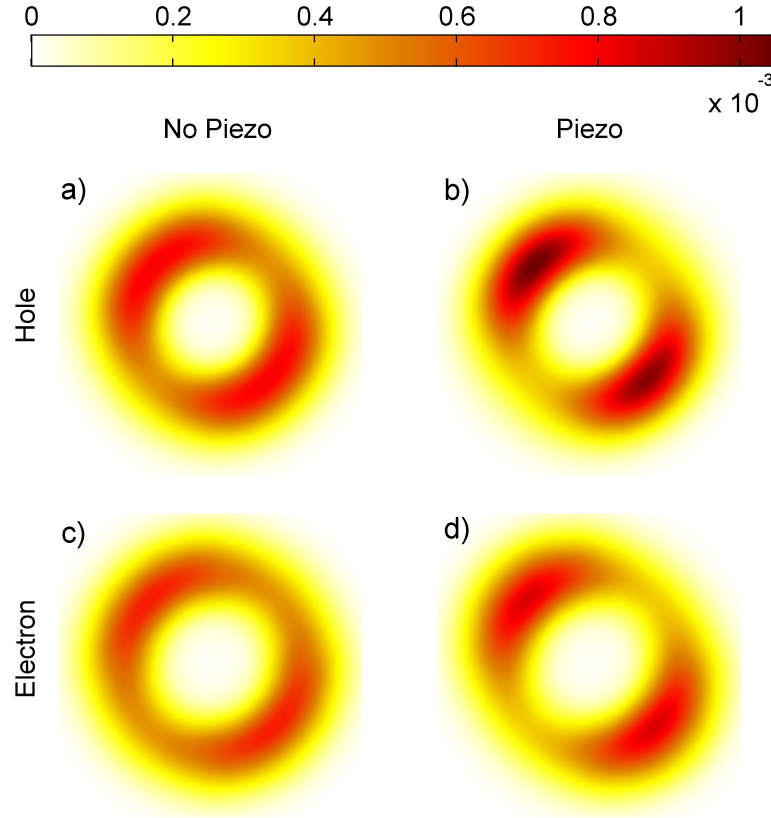 0 0.2 0.4 0.6 0.8 1
x 10-3
No Piezo Piezo
a) b)
Hole
c) d)
Electron